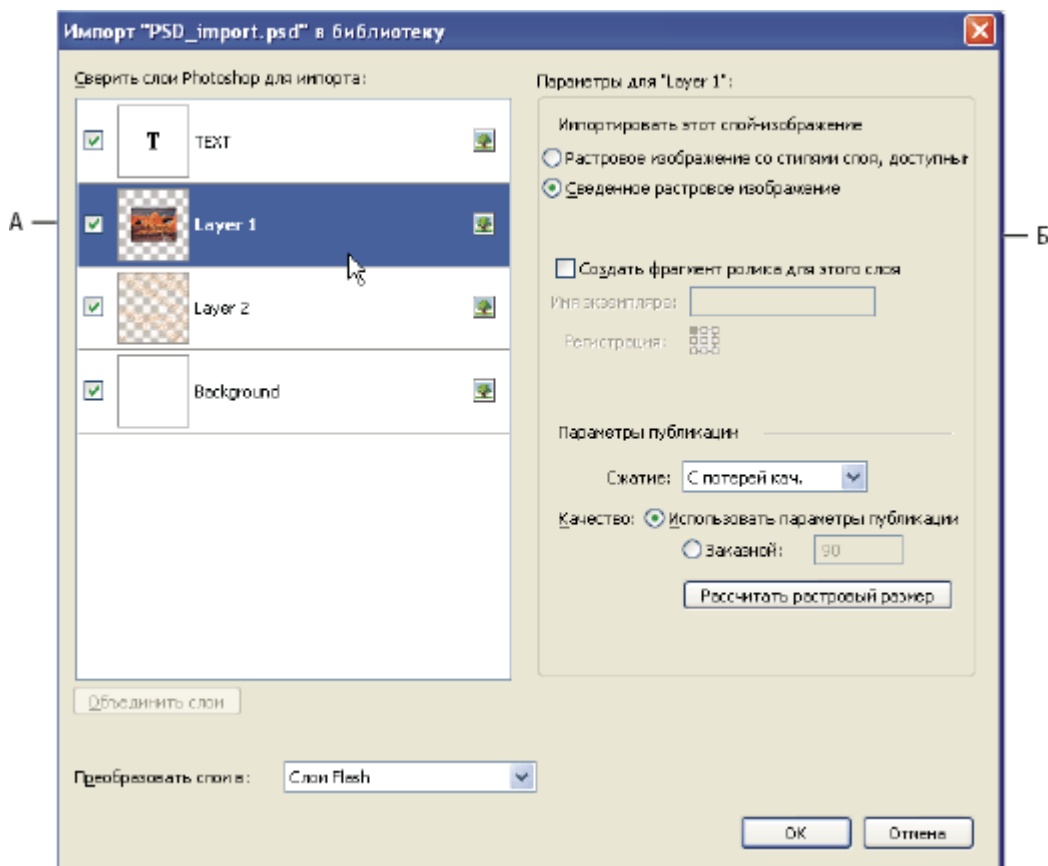 Импорт "PSD_import.psd" в библиотеку
Сверить слои Photoshop для импорта:
T TEXT
А
Layer 1
Layer 2
Background
Объединить слои
Преобразовать слои в: Слои Flash
Параметры для "Layer 1":
Импортировать этот слой-изображение
Растровое изображение со стилями слоя, доступныг
Сведенное растровое изображение
Б
Создать фрагмент ролика для этого слоя
Имя экземпляра:
Регистрация:
Параметры публикации
Сжатие: С потерей кач.
Качество: Использовать параметры публикации
Заказной: 90
Рассчитать растровый размер
ОК Отмена